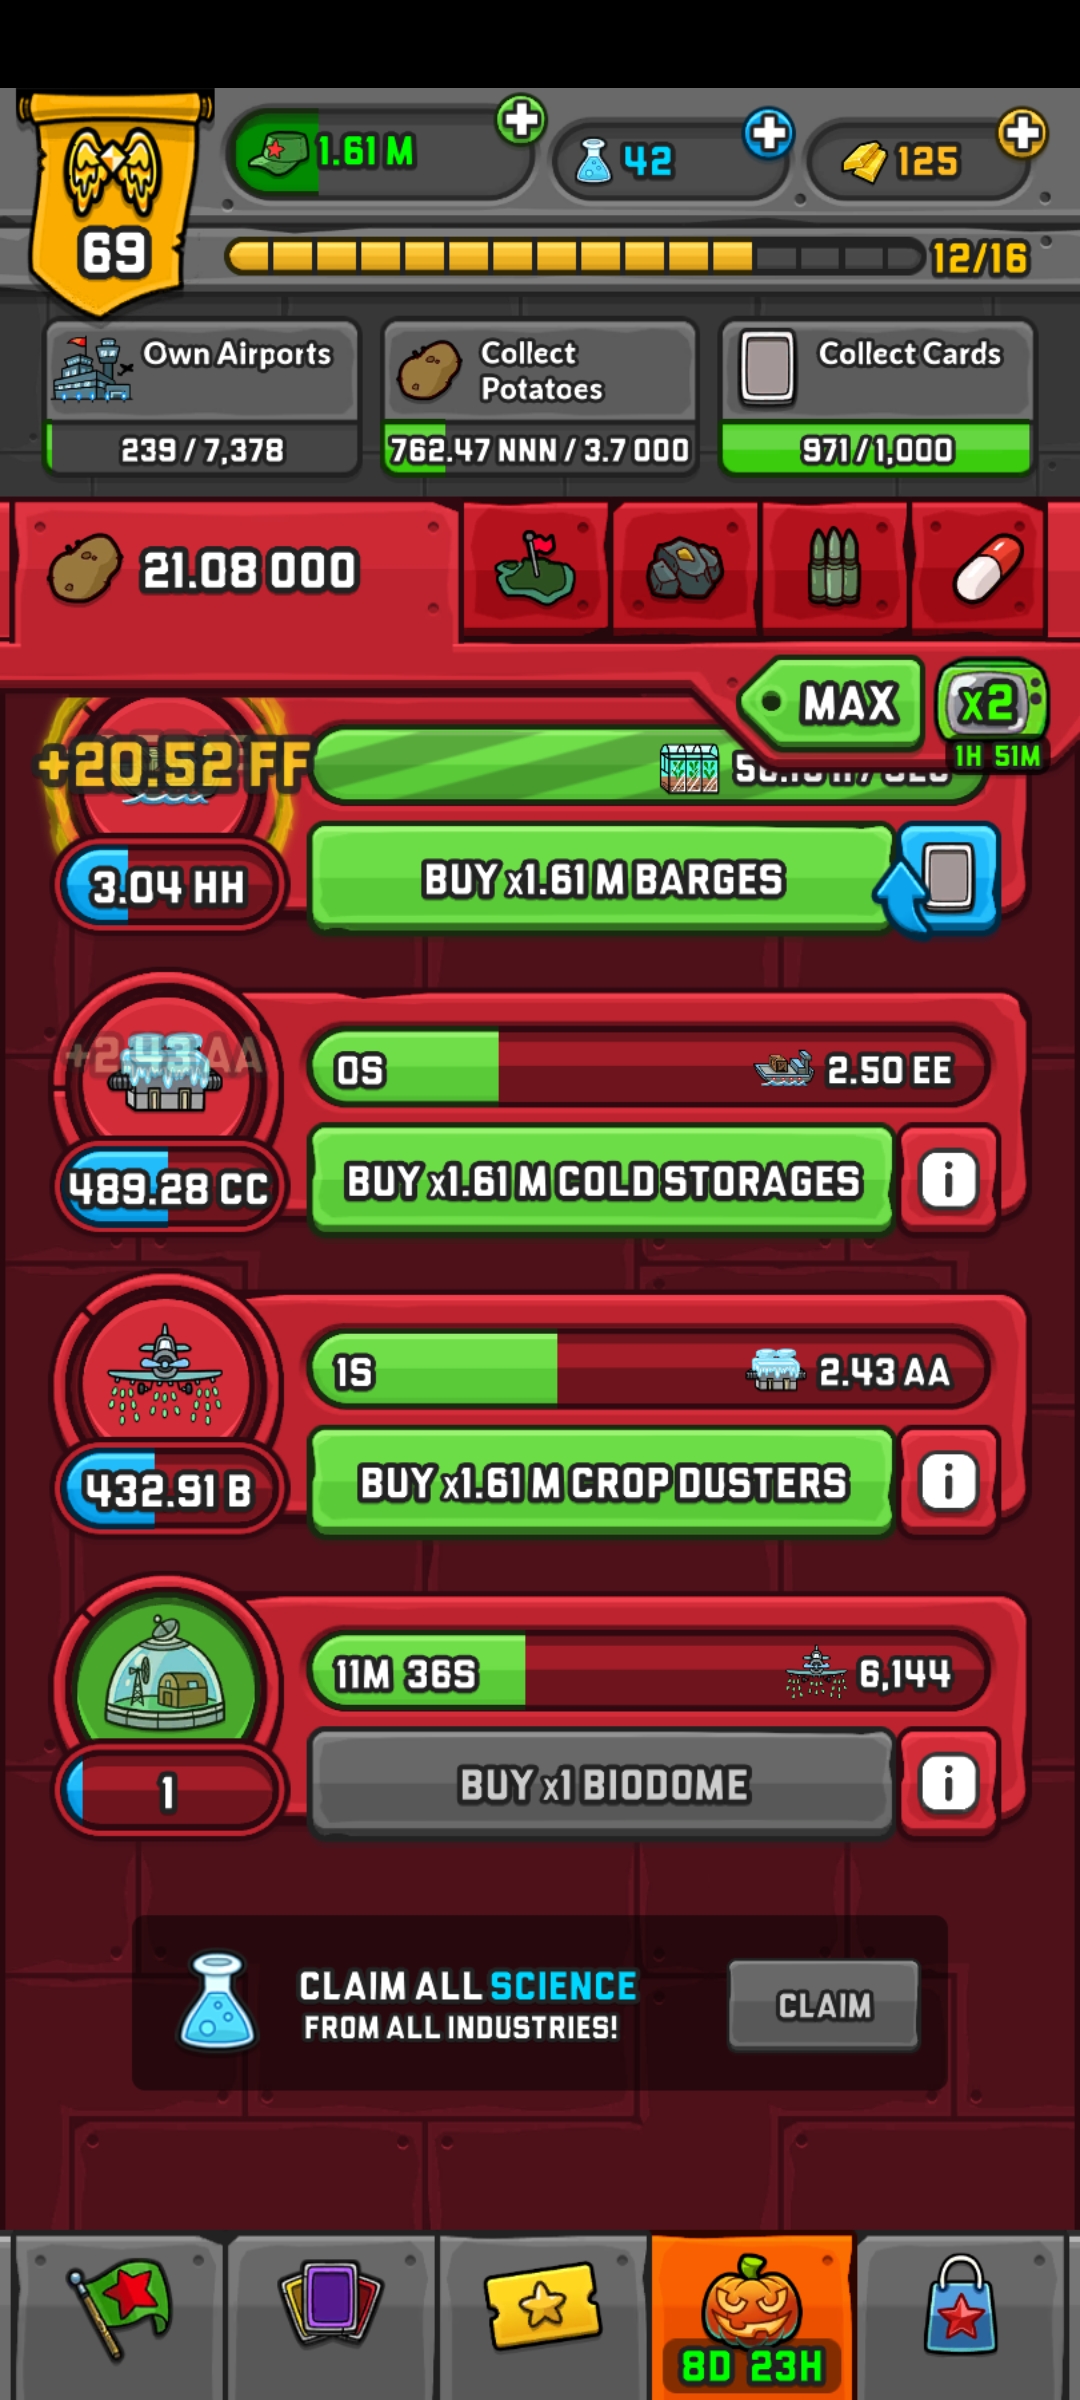 1.61 M
42
125
69
12/16
Own Airports
Collect
Potatoes
Collect Cards
239 / 7,378
762.47 NNN / 3.7 OOO
971 / 1,000
21.08 OOO
MAX
x2
1H 51M
+20.52 FF
3.04 HH
BUY x1.61 M BARGES
+2.43 AA
0S
2.50 EE
489.28 CC
BUY x1.61 M COLD STORAGES
i
1S
2.43 AA
432.91 B
BUY x1.61 M CROP DUSTERS
i
11M 36S
6,144
1
BUY x1 BIODOME
i
CLAIM ALL SCIENCE
FROM ALL INDUSTRIES!
CLAIM
8D 23H